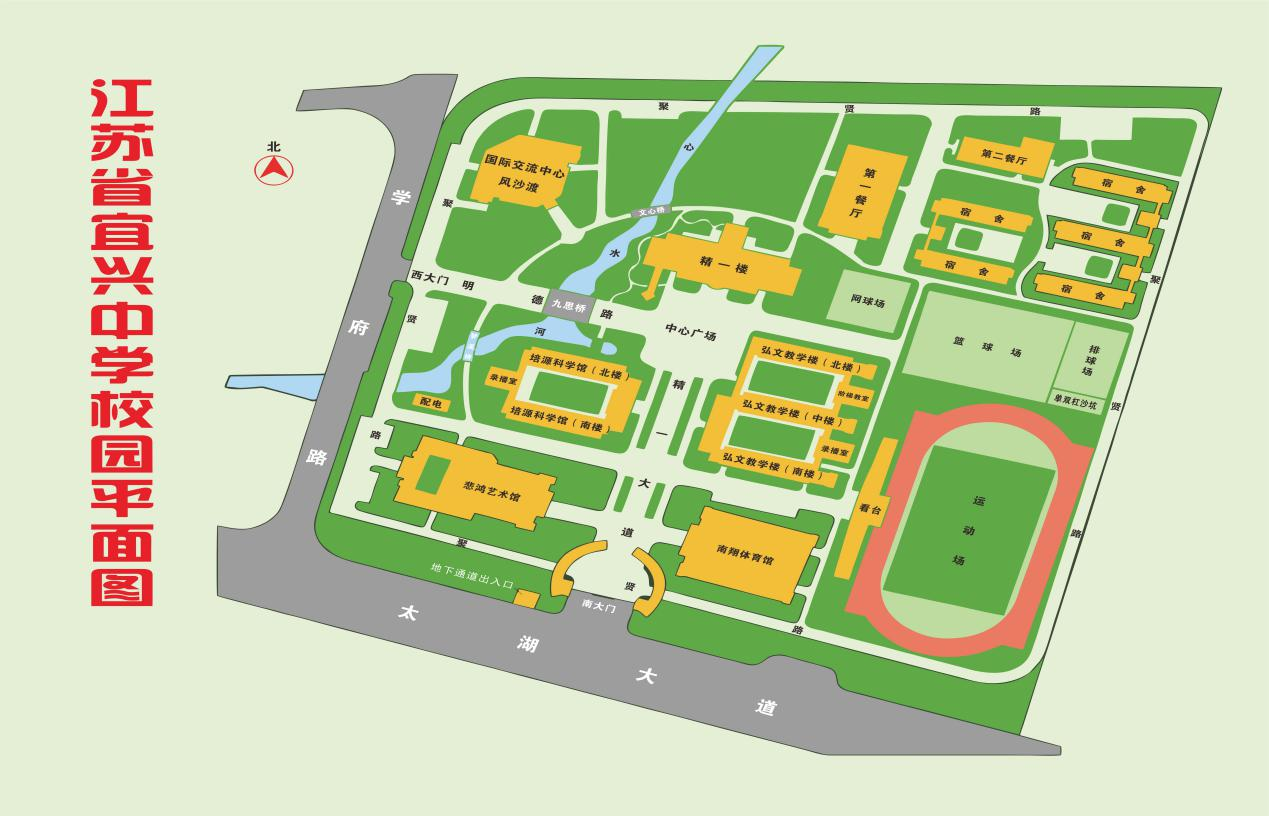 江苏省宜兴中学校园平面图
北
学府路
太湖大道
聚贤路
聚贤路
聚贤路
聚贤路
国际交流中心
风沙渡
第一餐厅
第二餐厅
宿舍
宿舍
宿舍
宿舍
宿舍
水心河
文心桥
精一楼
西大门
明德路
九思桥
中心广场
网球场
篮球场
排球场
单双杠沙坑
培源科学馆（北楼）
录播室
培源科学馆（南楼）
配电
弘文教学楼（北楼）
阶梯教室
弘文教学楼（中楼）
录播室
弘文教学楼（南楼）
精一大道
悲鸿艺术馆
南翔体育馆
看台
运动场
地下通道出入口
南大门